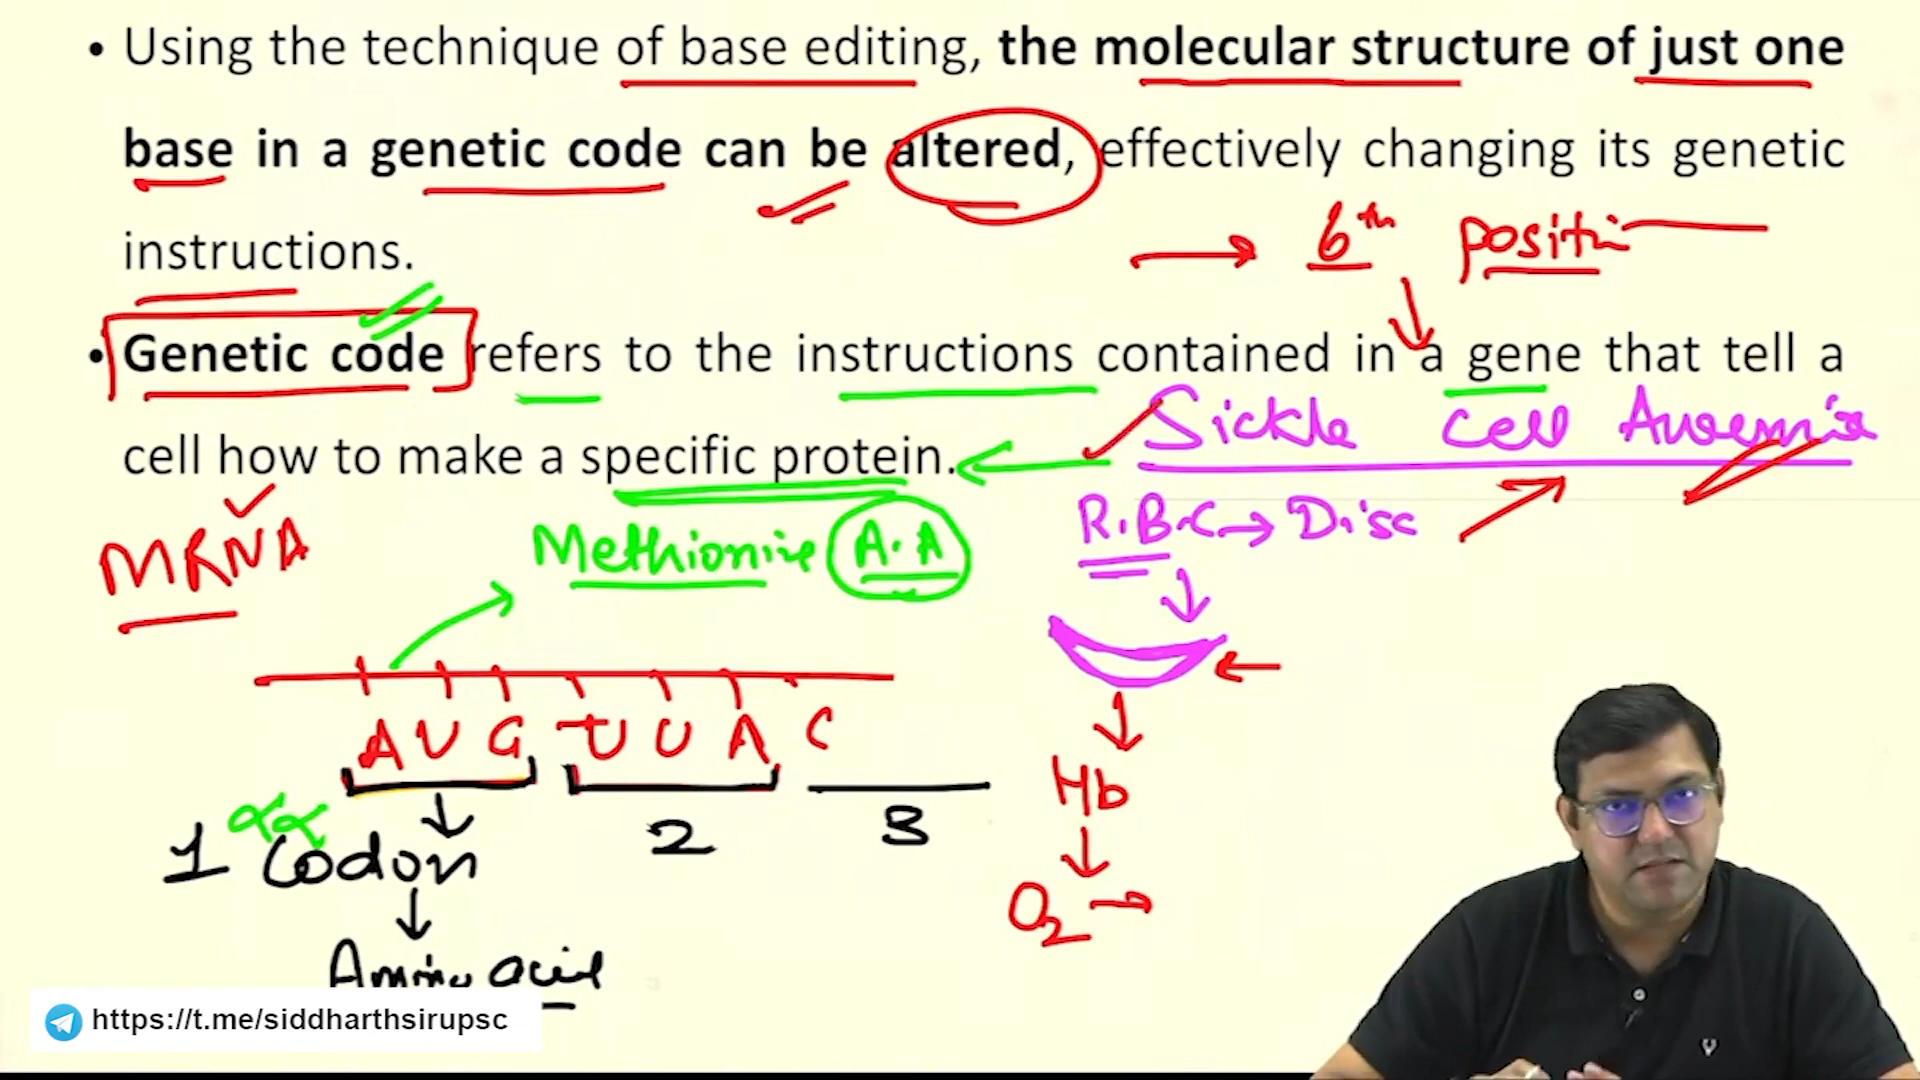 • Using the technique of base editing, the molecular structure of just one
base in a genetic code can be altered, effectively changing its genetic
instructions.
→ 6th positi
• Genetic code refers to the instructions contained in a gene that tell a
Sickle Cell Anaemia
cell how to make a specific protein.
MRNA
Methionine A.A
R.B.C → Disc
A U G U U A C
Hb
1 Codon 2 3
O2 →
Amino acid
https://t.me/siddharthsirupsc